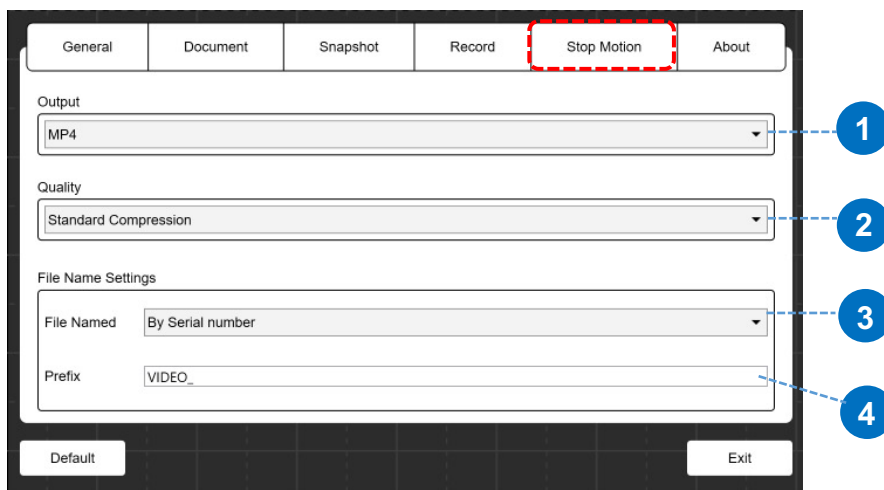 General Document Snapshot Record Stop Motion About
Output
MP4
1
Quality
Standard Compression
2
File Name Settings
File Named By Serial number
3
Prefix VIDEO_
4
Default Exit